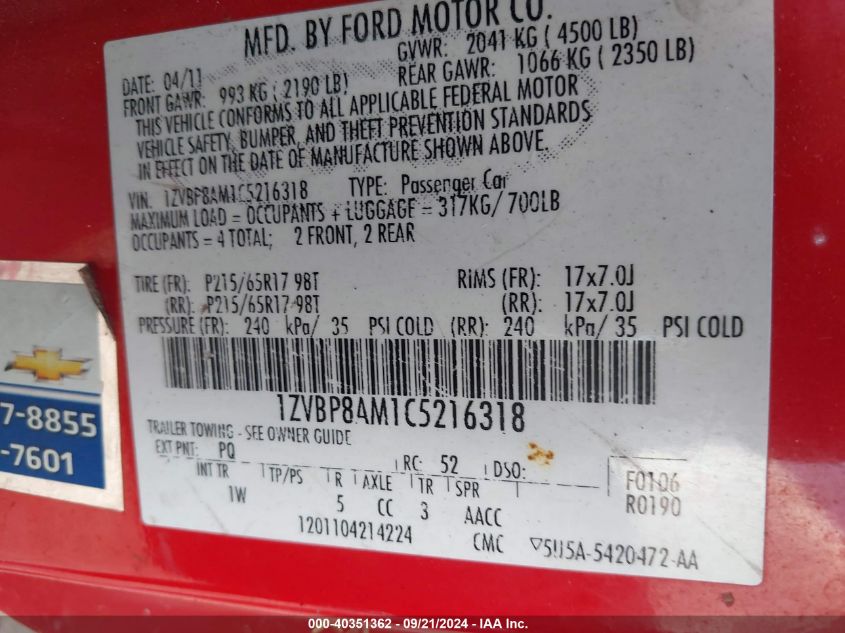 MFD. BY FORD MOTOR CO.
DATE: 04/11 GVWR: 2041 KG ( 4500 LB)
FRONT GAWR: 993 KG ( 2190 LB) REAR GAWR: 1066 KG ( 2350 LB)
THIS VEHICLE CONFORMS TO ALL APPLICABLE FEDERAL MOTOR
VEHICLE SAFETY, BUMPER, AND THEFT PREVENTION STANDARDS
IN EFFECT ON THE DATE OF MANUFACTURE SHOWN ABOVE.
VIN: 1ZVBP8AM1C5216318 TYPE: Passenger Car
MAXIMUM LOAD = OCCUPANTS + LUGGAGE = 317KG/ 700LB
OCCUPANTS = 4 TOTAL; 2 FRONT, 2 REAR
TIRE (FR): P215/65R17 98T RIMS (FR): 17x7.0J
(RR): P215/65R17 98T (RR): 17x7.0J
PRESSURE (FR): 240 kPa/ 35 PSI COLD (RR): 240 kPa/ 35 PSI COLD
1ZVBP8AM1C5216318
TRAILER TOWING - SEE OWNER GUIDE
EXT PNT: PQ RC: 52 DSO:
INT TR TP/PS R AXLE TR SPR
1W 5 CC 3 AACC
F0106
R0190
1201104214224 CMC 5U5A-5420472-AA
7-8855
-7601
000-40351362 - 09/21/2024 - IAA Inc.